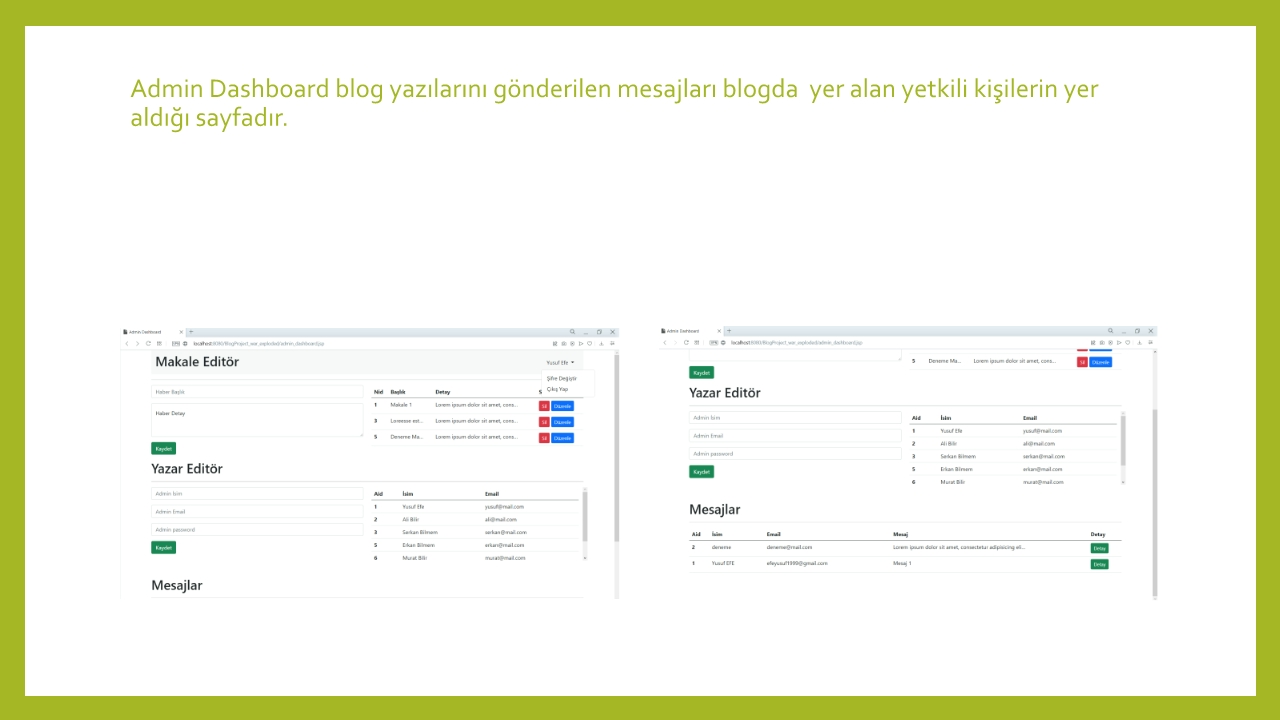 Admin Dashboard blog yazılarını gönderilen mesajları blogda  yer alan yetkili kişilerin yer
aldığı sayfadır.
Admin Dashboard
localhost:8080/BlogProject_war_exploded/admin_dashboard.jsp
Makale Editör
Yusuf Efe
Şifre Değiştir
Çıkış Yap
Haber Başlık
Haber Detay
Kaydet
Nid Başlık Detay S
1 Makale 1 Lorem ipsum dolor sit amet, cons... Sil Düzenle
3 Loreesse est... Lorem ipsum dolor sit amet, cons... Sil Düzenle
5 Deneme Ma... Lorem ipsum dolor sit amet, cons... Sil Düzenle
Yazar Editör
Admin İsim
Admin Email
Admin password
Kaydet
Aid İsim Email
1 Yusuf Efe yusuf@mail.com
2 Ali Bilir ali@mail.com
3 Serkan Bilmem serkan@mail.com
5 Erkan Bilmem erkan@mail.com
6 Murat Bilir murat@mail.com
Mesajlar
Admin Dashboard
localhost:8080/BlogProject_war_exploded/admin_dashboard.jsp
5 Deneme Ma... Lorem ipsum dolor sit amet, cons... Sil Düzenle
Kaydet
Yazar Editör
Admin İsim
Admin Email
Admin password
Kaydet
Aid İsim Email
1 Yusuf Efe yusuf@mail.com
2 Ali Bilir ali@mail.com
3 Serkan Bilmem serkan@mail.com
5 Erkan Bilmem erkan@mail.com
6 Murat Bilir murat@mail.com
Mesajlar
Aid İsim Email Mesaj Detay
2 deneme deneme@mail.com Lorem ipsum dolor sit amet, consectetur adipisicing eli... Detay
1 Yusuf EFE efeyusuf1999@gmail.com Mesaj 1 Detay